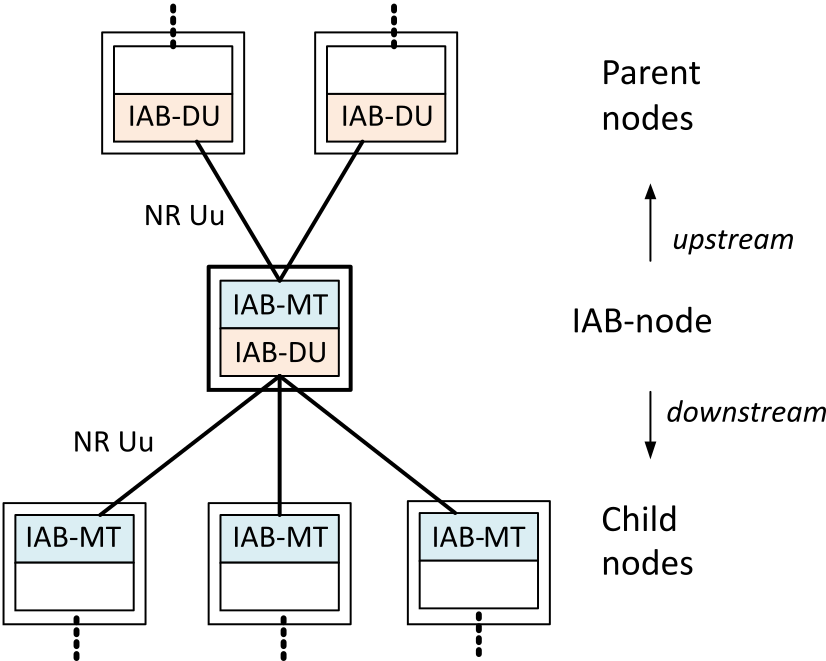 Parent
nodes
IAB-DU
IAB-DU
NR Uu
upstream
IAB-MT
IAB-DU
IAB-node
downstream
NR Uu
Child
nodes
IAB-MT
IAB-MT
IAB-MT